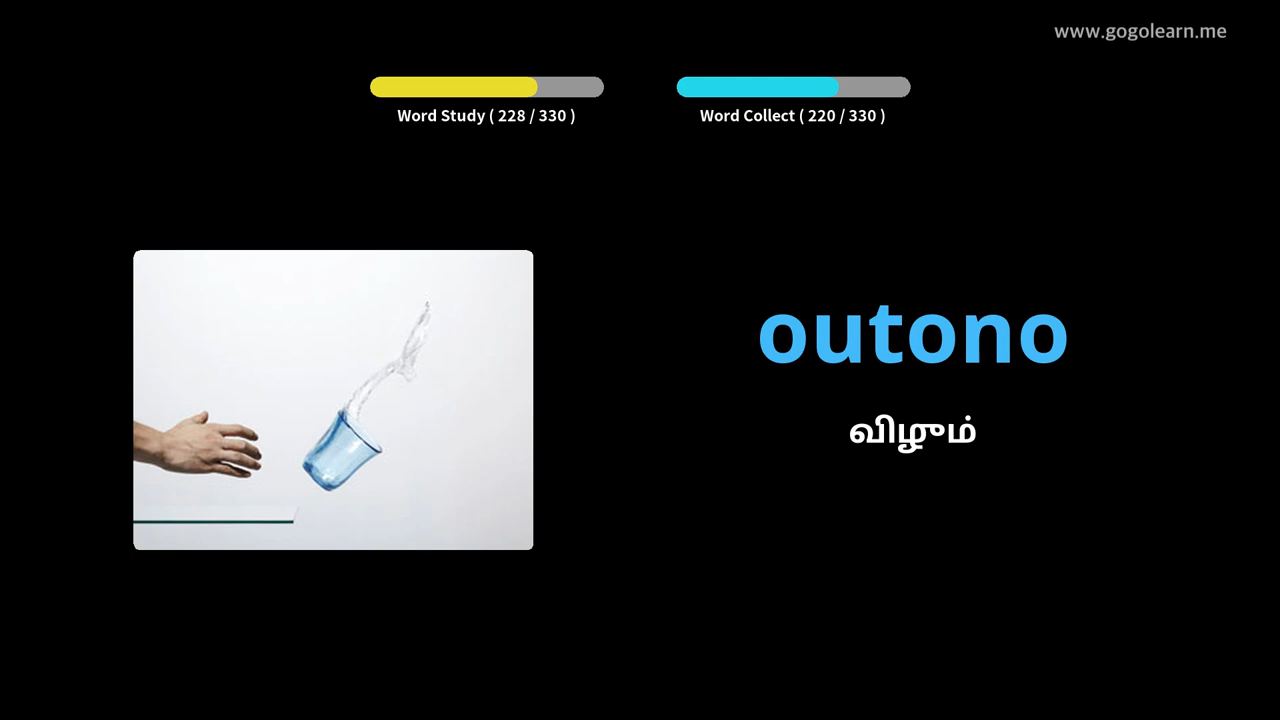 www.gogolearn.me
Word Study ( 228 / 330 )
Word Collect ( 220 / 330 )
outono
விழும்